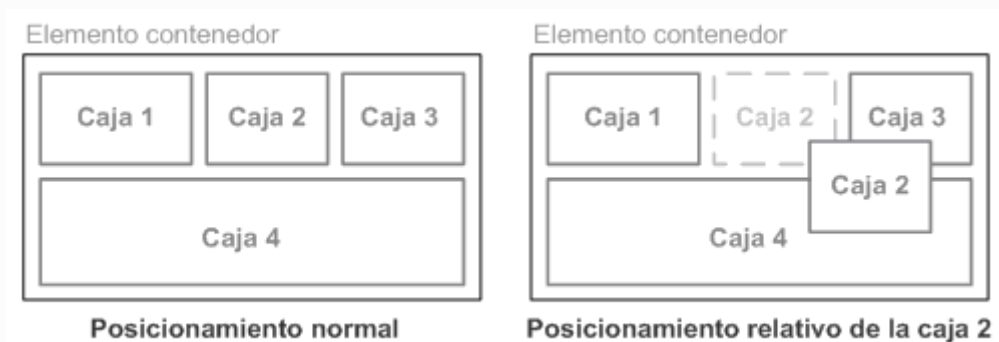 Elemento contenedor
Caja 1 Caja 2 Caja 3
Caja 4
Posicionamiento normal
Elemento contenedor
Caja 1 Caja 2 Caja 3
Caja 2
Caja 4
Posicionamiento relativo de la caja 2